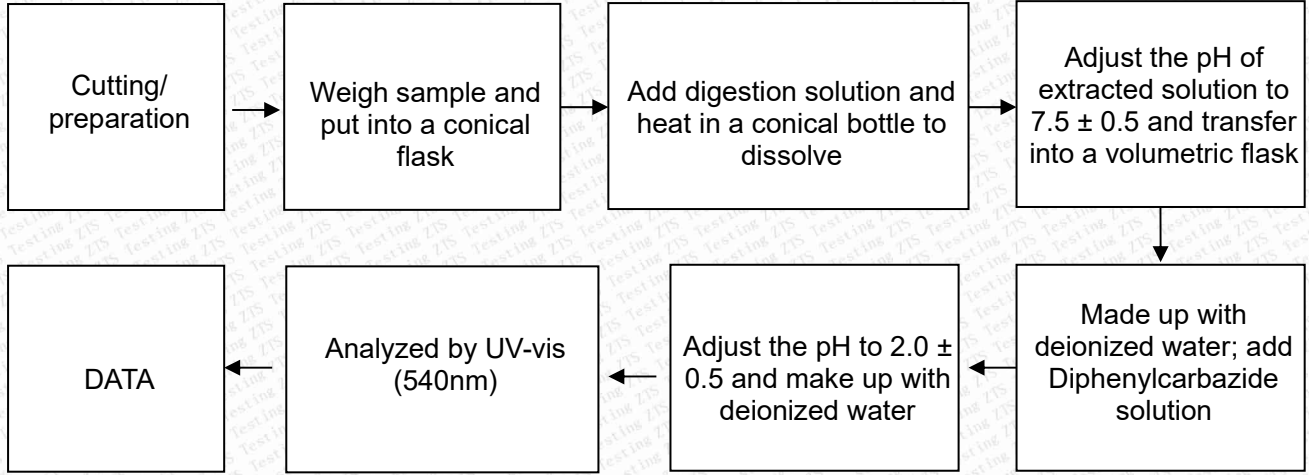 Cutting/
preparation
Weigh sample and
put into a conical
flask
Add digestion solution and
heat in a conical bottle to
dissolve
Adjust the pH of
extracted solution to
7.5 ± 0.5 and transfer
into a volumetric flask
Made up with
deionized water; add
Diphenylcarbazide
solution
Adjust the pH to 2.0 ±
0.5 and make up with
deionized water
Analyzed by UV-vis
(540nm)
DATA
ZTS Testing